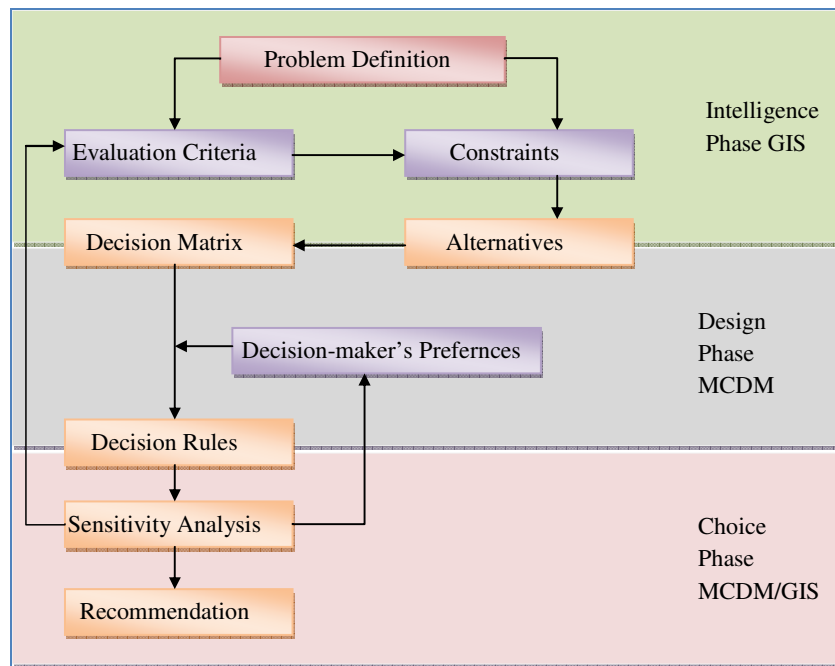 Problem Definition
Evaluation Criteria
Constraints
Intelligence
Phase GIS
Decision Matrix
Alternatives
Decision-maker's Prefernces
Design
Phase
MCDM
Decision Rules
Sensitivity Analysis
Choice
Phase
MCDM/GIS
Recommendation